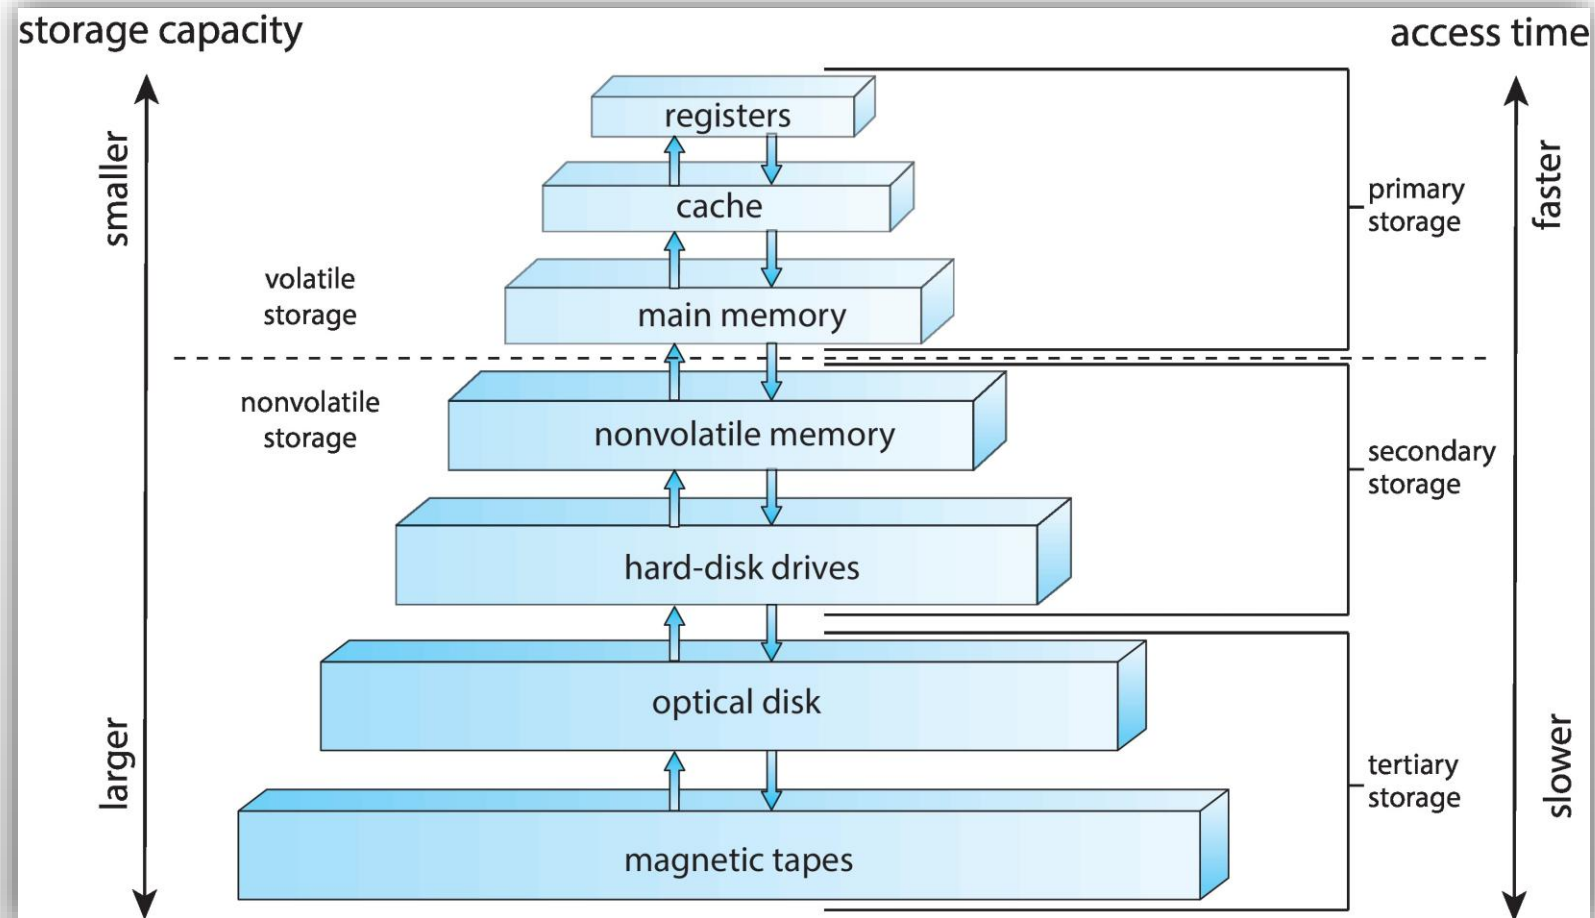 storage capacity
access time
smaller
larger
volatile
storage
nonvolatile
storage
registers
cache
main memory
nonvolatile memory
hard-disk drives
optical disk
magnetic tapes
primary
storage
secondary
storage
tertiary
storage
faster
slower